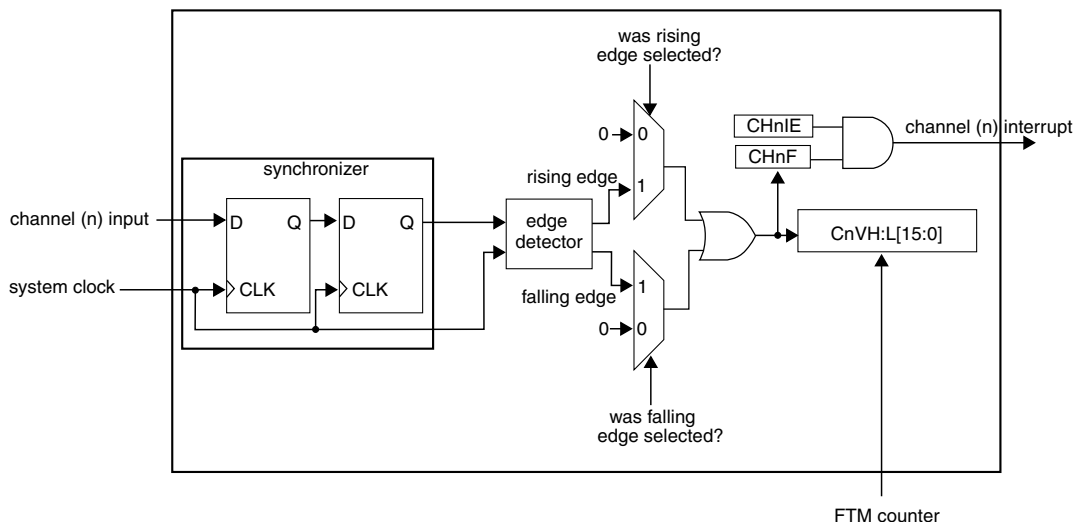 was rising
edge selected?
0
0
CHnIE
channel (n) interrupt
CHnF
synchronizer
rising edge
1
channel (n) input
D
Q
D
Q
edge
detector
CnVH:L[15:0]
system clock
CLK
CLK
falling edge
1
0
0
was falling
edge selected?
FTM counter